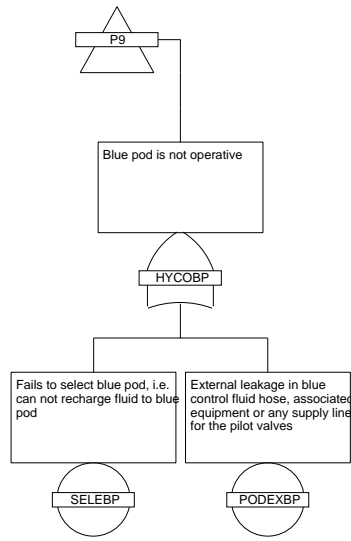 P9
Blue pod is not operative
HYCOBP
Fails to select blue pod, i.e.
can not recharge fluid to blue
pod
External leakage in blue
control fluid hose, associated
equipment or any supply line
for the pilot valves
SELEBP
PODEXBP